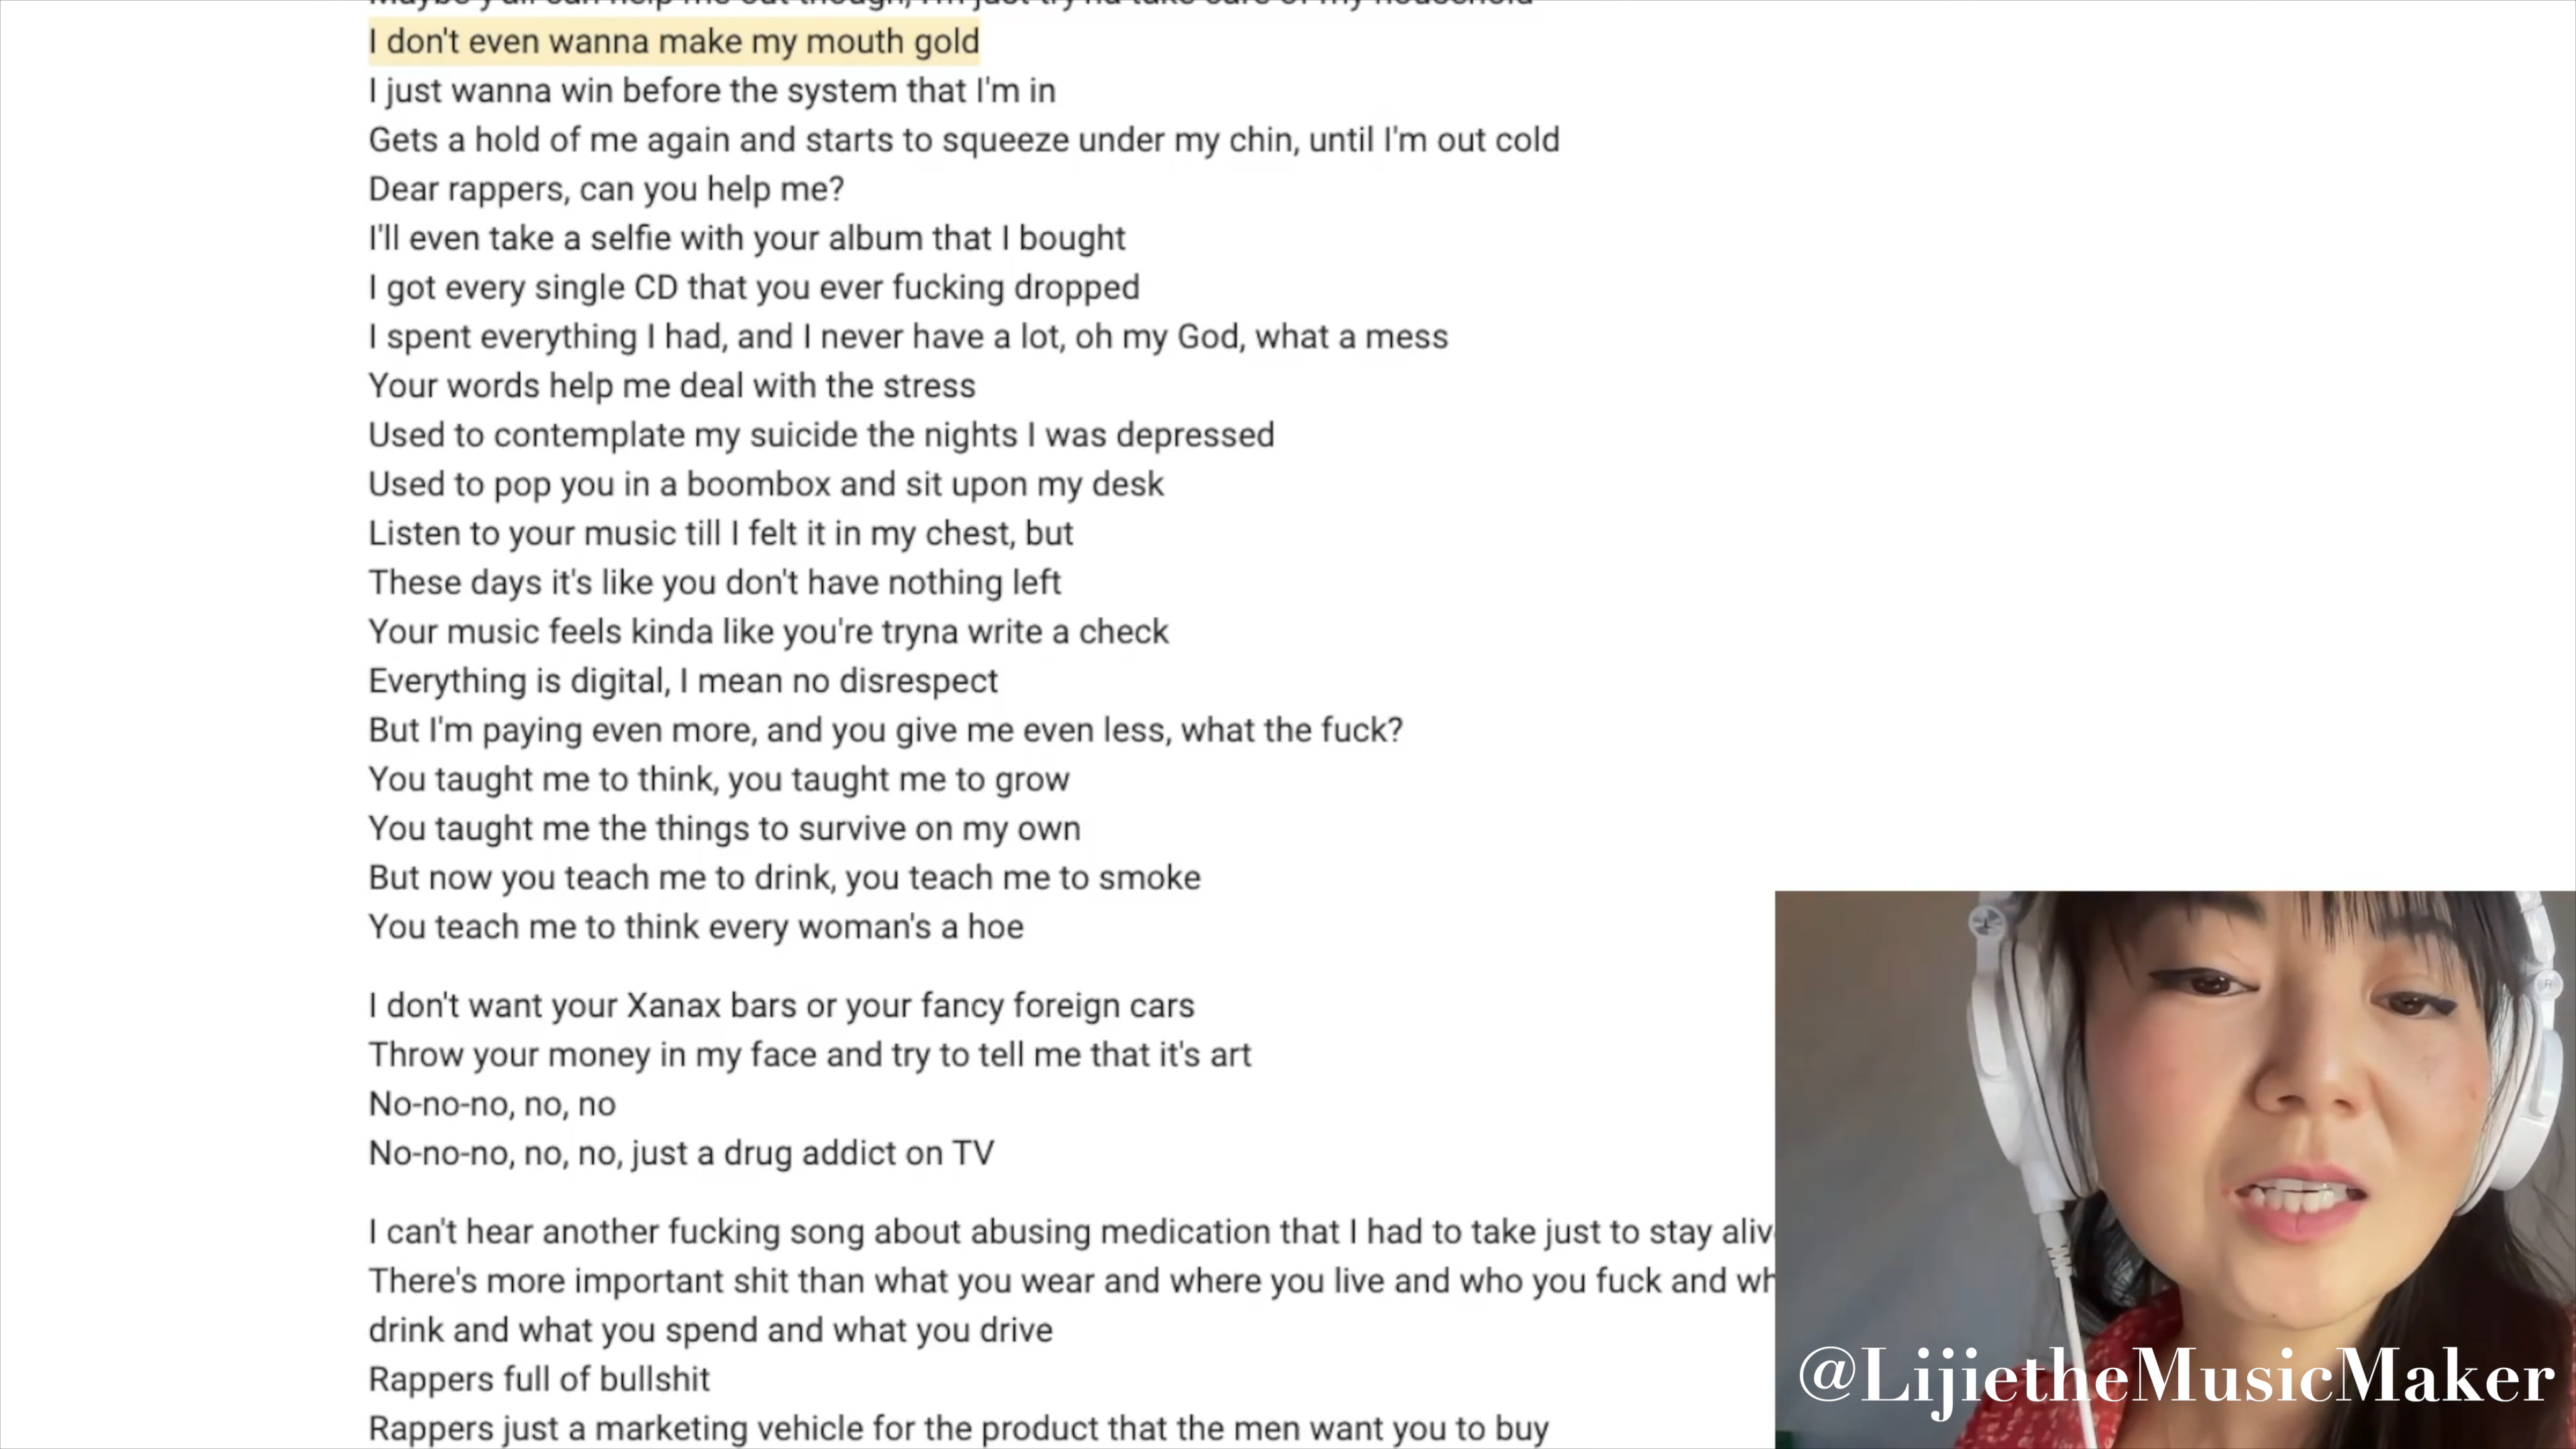 I don't even wanna make my mouth gold
I just wanna win before the system that I'm in
Gets a hold of me again and starts to squeeze under my chin, until I'm out cold
Dear rappers, can you help me?
I'll even take a selfie with your album that I bought
I got every single CD that you ever fucking dropped
I spent everything I had, and I never have a lot, oh my God, what a mess
Your words help me deal with the stress
Used to contemplate my suicide the nights I was depressed
Used to pop you in a boombox and sit upon my desk
Listen to your music till I felt it in my chest, but
These days it's like you don't have nothing left
Your music feels kinda like you're tryna write a check
Everything is digital, I mean no disrespect
But I'm paying even more, and you give me even less, what the fuck?
You taught me to think, you taught me to grow
You taught me the things to survive on my own
But now you teach me to drink, you teach me to smoke
You teach me to think every woman's a hoe
I don't want your Xanax bars or your fancy foreign cars
Throw your money in my face and try to tell me that it's art
No-no-no, no, no
No-no-no, no, no, just a drug addict on TV
I can't hear another fucking song about abusing medication that I had to take just to stay aliv
There's more important shit than what you wear and where you live and who you fuck and wh
drink and what you spend and what you drive
Rappers full of bullshit
Rappers just a marketing vehicle for the product that the men want you to buy
@LijietheMusicMaker